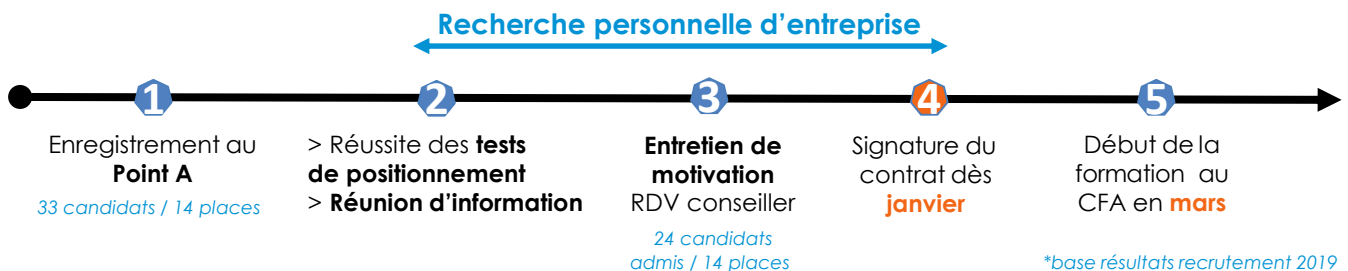 Recherche personnelle d’entreprise
1
2
3
4
5
Enregistrement au
Point A
33 candidats / 14 places
> Réussite des tests
de positionnement
> Réunion d’information
Entretien de
motivation
RDV conseiller
24 candidats
admis / 14 places
Signature du
contrat dès
janvier
Début de la
formation au
CFA en mars
*base résultats recrutement 2019